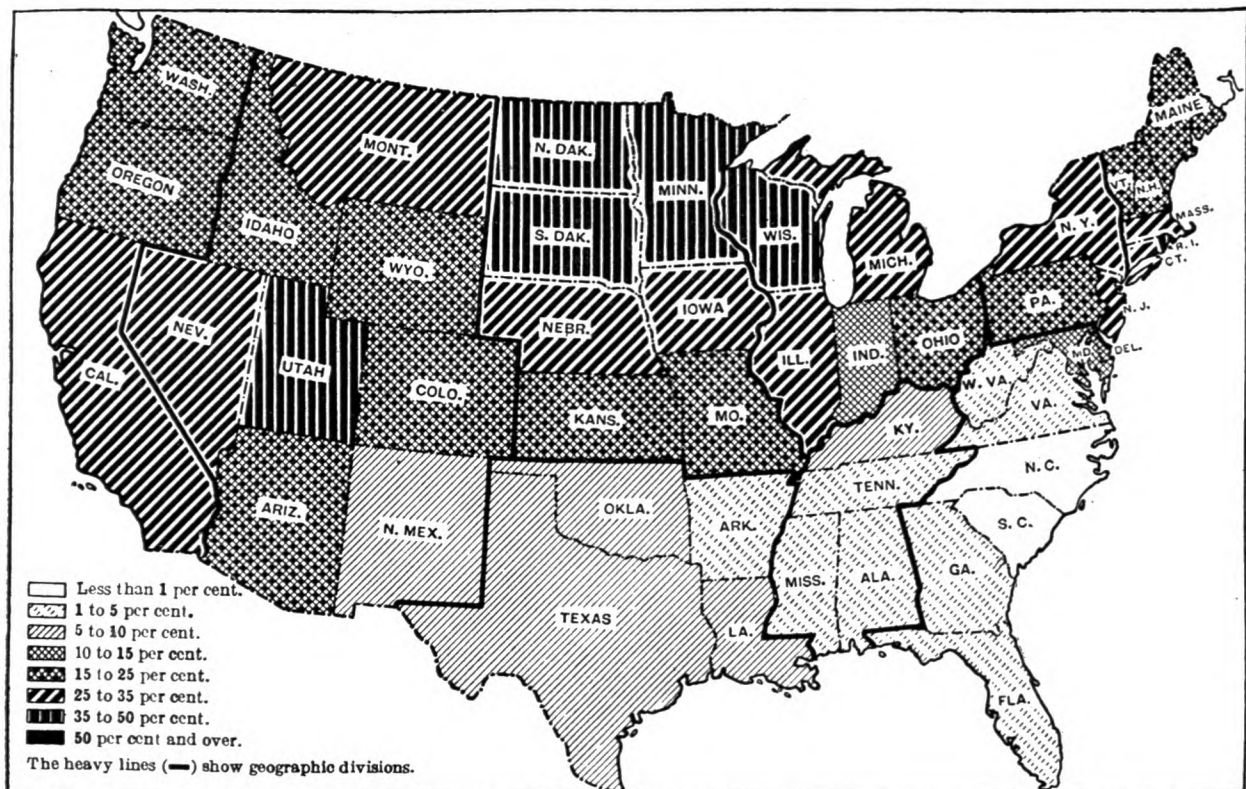 WASH.
MONT.
N. DAK.
MINN.
MAINE
VT.
N.H.
OREGON
IDAHO
WYO.
S. DAK.
WIS.
MICH.
N. Y.
MASS.
R. I.
CT.
NEV.
CAL.
UTAH
COLO.
NEBR.
IOWA
ILL.
IND.
OHIO
PA.
N. J.
MD.
DEL.
KANS.
MO.
KY.
W. VA.
VA.
ARIZ.
N. MEX.
OKLA.
ARK.
TENN.
N. C.
S. C.
TEXAS
LA.
MISS.
ALA.
GA.
FLA.
Less than 1 per cent.
1 to 5 per cent.
5 to 10 per cent.
10 to 15 per cent.
15 to 25 per cent.
25 to 35 per cent.
35 to 50 per cent.
50 per cent and over.
The heavy lines (▬) show geographic divisions.